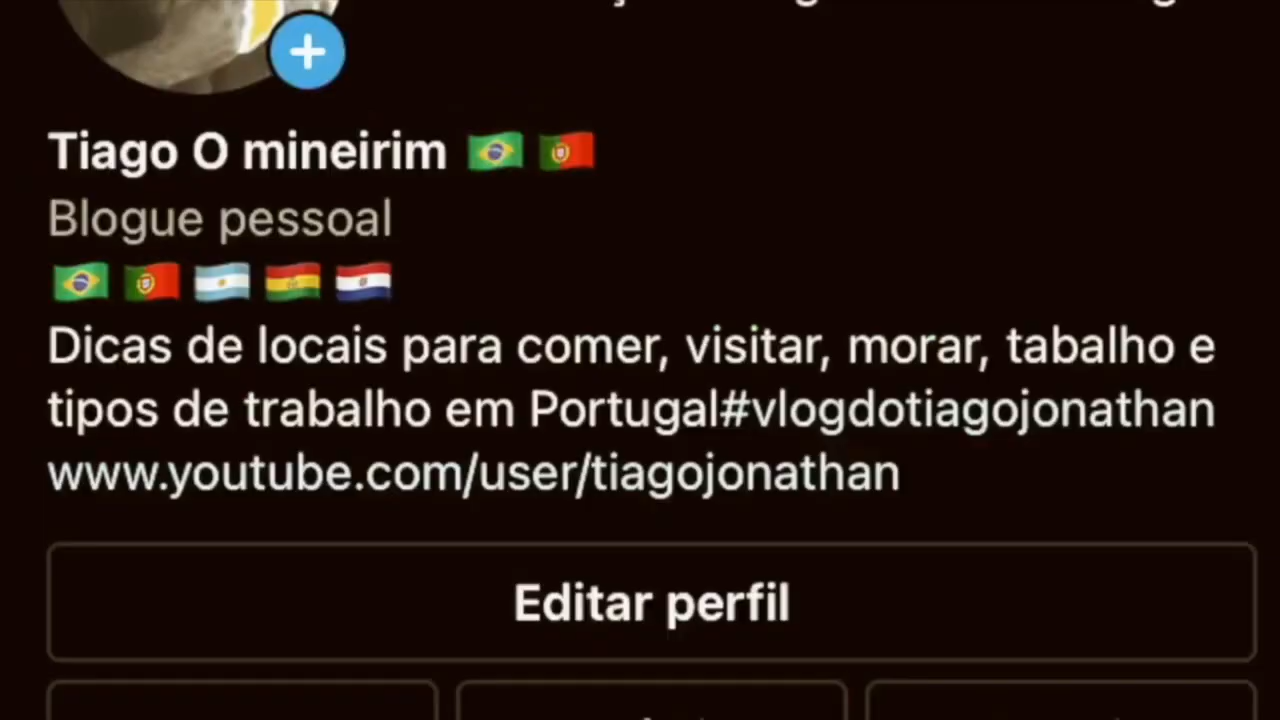 Tiago O mineirim 🇧🇷 🇵🇹
Blogue pessoal
🇧🇷 🇵🇹 🇦🇷 🇧🇴 🇵🇾
Dicas de locais para comer, visitar, morar, tabalho e
tipos de trabalho em Portugal#vlogdotiagojonathan
www.youtube.com/user/tiagojonathan
Editar perfil